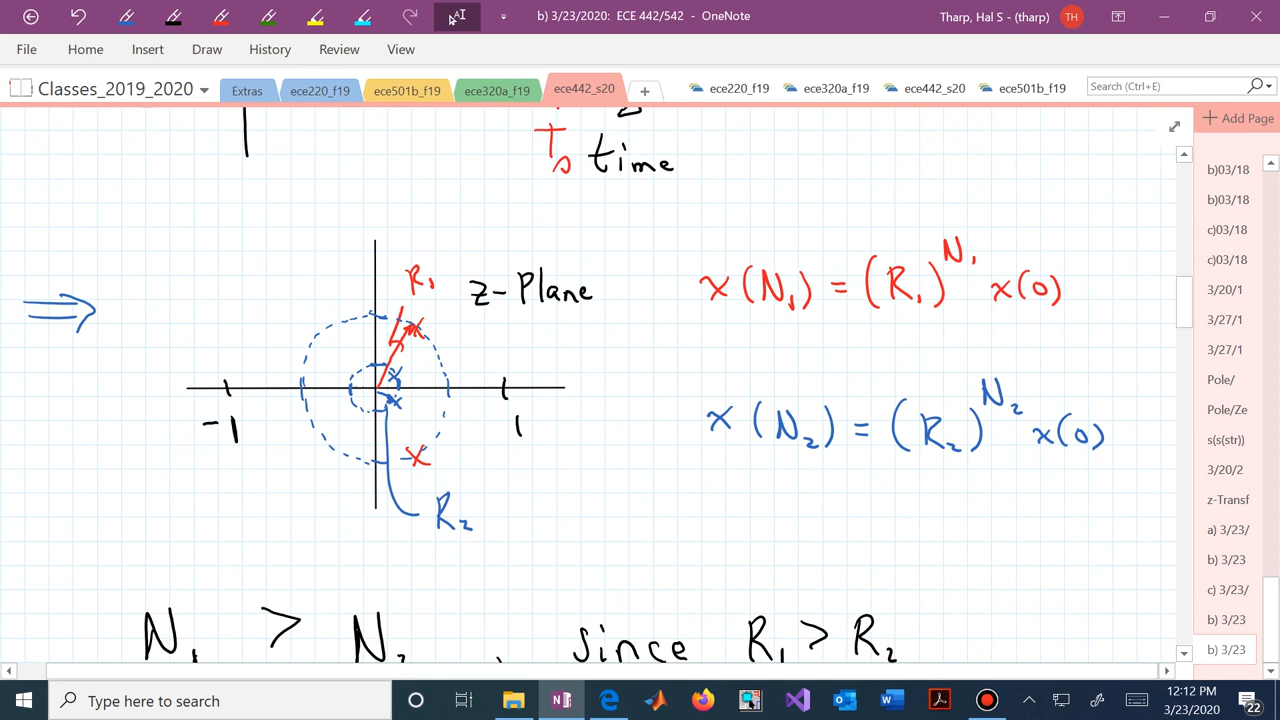 b) 3/23/2020: ECE 442/542 - OneNote
Tharp, Hal S - (tharp)
TH
File Home Insert Draw History Review View
Classes_2019_2020
Extras ece220_f19 ece501b_f19 ece320a_f19 ece442_s20
ece220_f19 ece320a_f19 ece442_s20 ece501b_f19
Search (Ctrl+E)
Add Page
b)03/18
b)03/18
c)03/18
c)03/18
3/20/1
3/27/1
3/27/1
Pole/
Pole/Ze
s(s(str))
3/20/2
z-Transf
a) 3/23/
b) 3/23
c) 3/23/
b) 3/23
b) 3/23
Ts
time
R₁
z-Plane
-1 1
R₂
x(N₁) = (R₁)^N₁ x(0)
x(N₂) = (R₂)^N₂ x(0)
N₁ > N₂, since R₁ > R₂
Type here to search
12:12 PM
3/23/2020
22